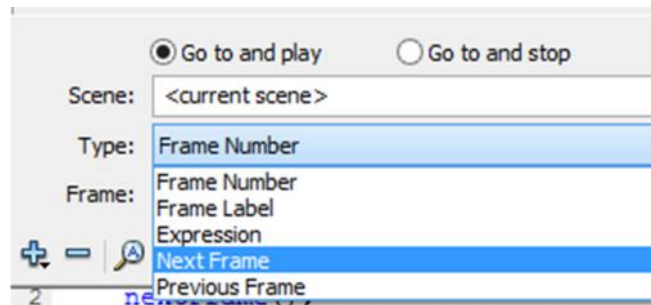 Go to and play Go to and stop
Scene: <current scene>
Type: Frame Number
Frame Number
Frame: Frame Label
Expression
Next Frame
2 Previous Frame